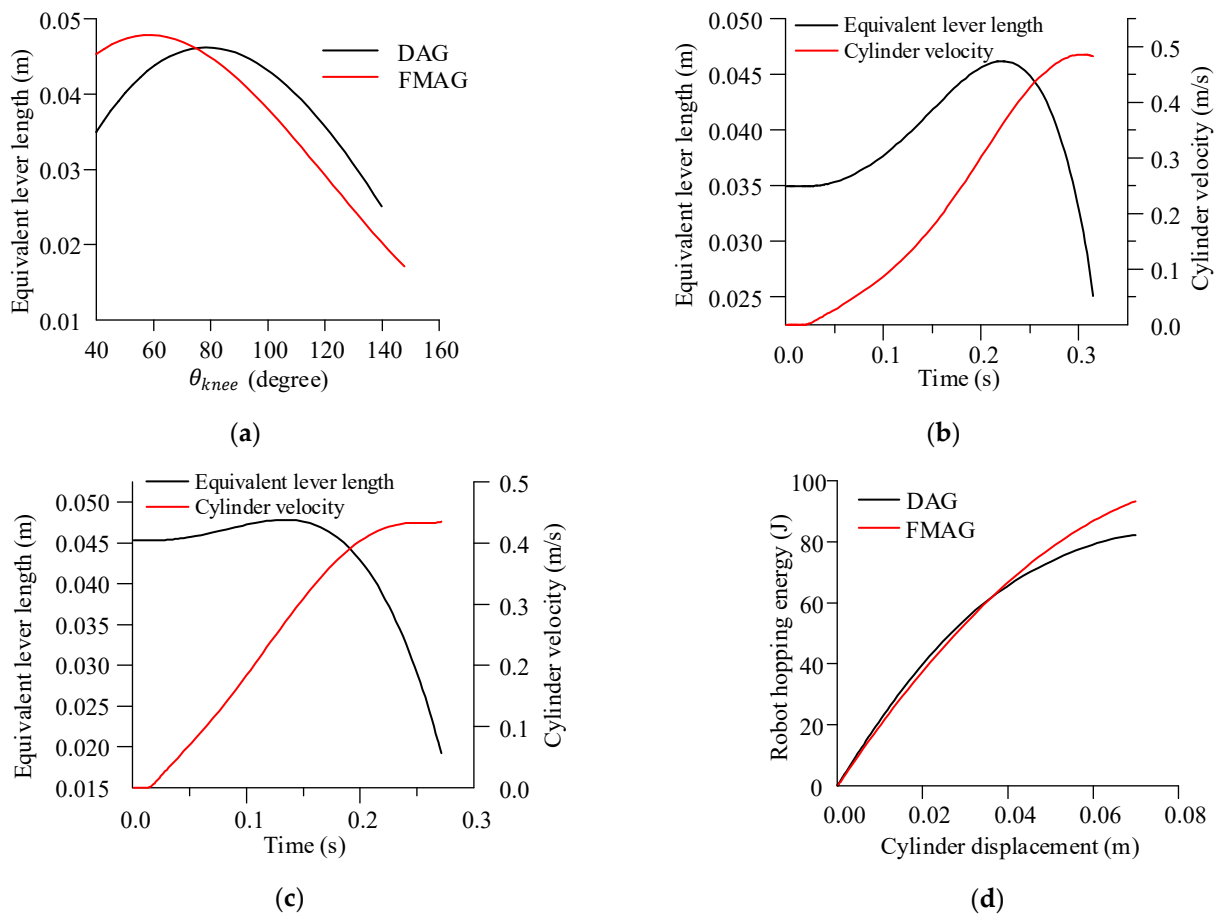 0.05
0.04
0.03
0.02
0.01
Equivalent lever length (m)
DAG
FMAG
40 60 80 100 120 140 160
θknee (degree)
(a)
0.050
0.045
0.040
0.035
0.030
0.025
Equivalent lever length (m)
Equivalent lever length
Cylinder velocity
0.5
0.4
0.3
0.2
0.1
0.0
Cylinder velocity (m/s)
0.0 0.1 0.2 0.3
Time (s)
(b)
0.050
0.045
0.040
0.035
0.030
0.025
0.020
0.015
Equivalent lever length (m)
Equivalent lever length
Cylinder velocity
0.5
0.4
0.3
0.2
0.1
0.0
Cylinder velocity (m/s)
0.0 0.1 0.2 0.3
Time (s)
(c)
100
80
60
40
20
0
Robot hopping energy (J)
DAG
FMAG
0.00 0.02 0.04 0.06 0.08
Cylinder displacement (m)
(d)